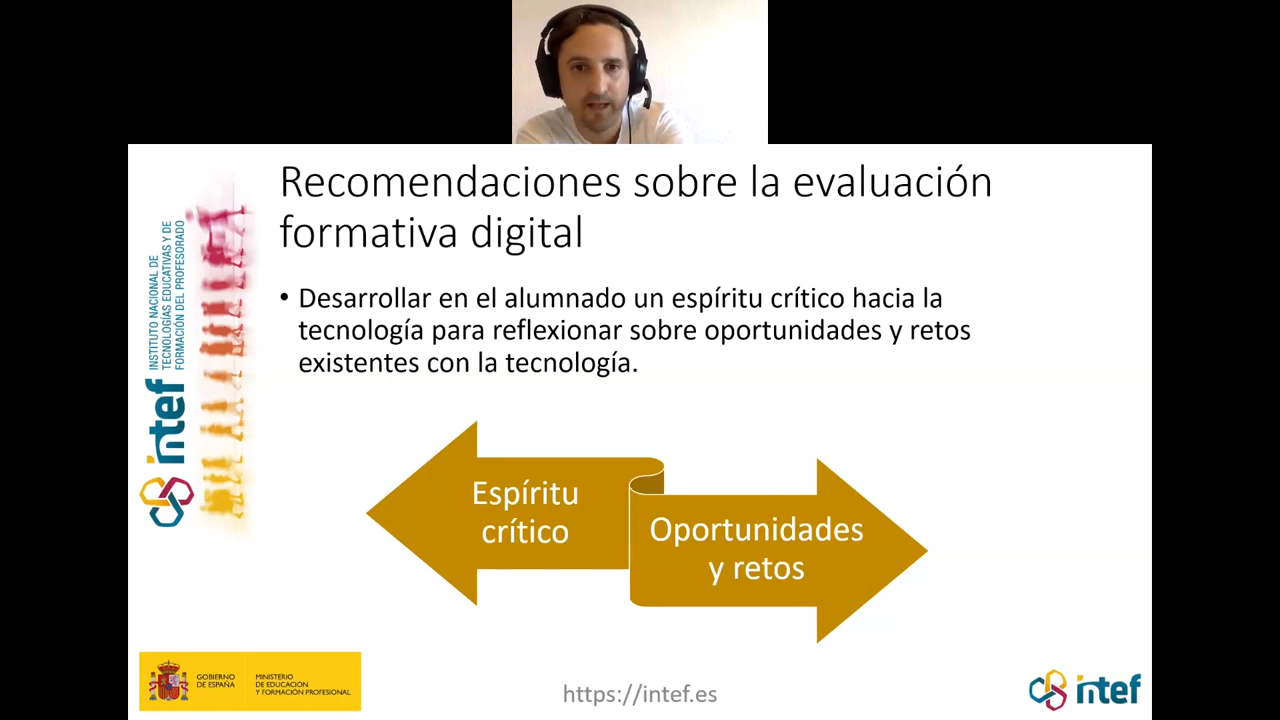 Recomendaciones sobre la evaluación
formativa digital
INSTITUTO NACIONAL DE
TECNOLOGÍAS EDUCATIVAS Y DE
FORMACIÓN DEL PROFESORADO
intef
• Desarrollar en el alumnado un espíritu crítico hacia la
tecnología para reflexionar sobre oportunidades y retos
existentes con la tecnología.
Espíritu
crítico
Oportunidades
y retos
GOBIERNO
DE ESPAÑA
MINISTERIO
DE EDUCACIÓN
Y FORMACIÓN PROFESIONAL
https://intef.es
intef